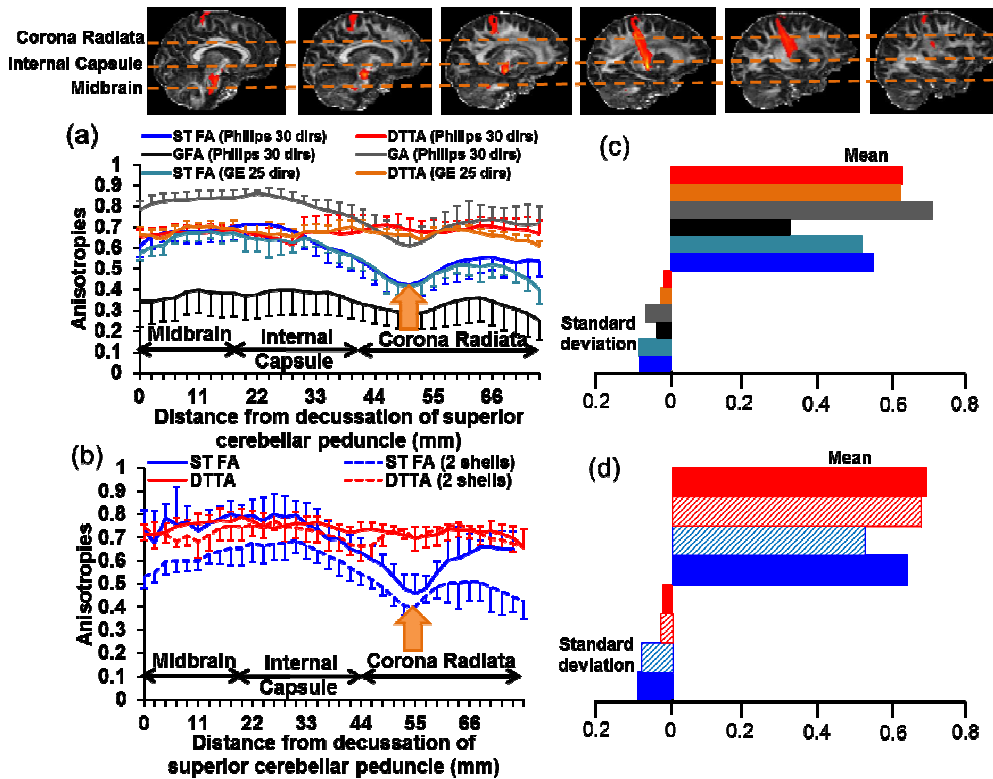 Corona Radiata
Internal Capsule
Midbrain
(a)
ST FA (Philips 30 dirs)
DTTA (Philips 30 dirs)
GFA (Philips 30 dirs)
GA (Philips 30 dirs)
ST FA (GE 25 dirs)
DTTA (GE 25 dirs)
Anisotropies
1
0.9
0.8
0.7
0.6
0.5
0.4
0.3
0.2
0.1
0
Midbrain
Internal
Capsule
Corona Radiata
0 11 22 33 44 55 66
Distance from decussation of superior
cerebellar peduncle (mm)
(c)
Mean
Standard
deviation
0.2 0 0.2 0.4 0.6 0.8
(b)
ST FA
ST FA (2 shells)
DTTA
DTTA (2 shells)
Anisotropies
1
0.9
0.8
0.7
0.6
0.5
0.4
0.3
0.2
0.1
0
Midbrain
Internal
Capsule
Corona Radiata
0 11 22 33 44 55 66
Distance from decussation of
superior cerebellar peduncle (mm)
(d)
Mean
Standard
deviation
0.2 0 0.2 0.4 0.6 0.8